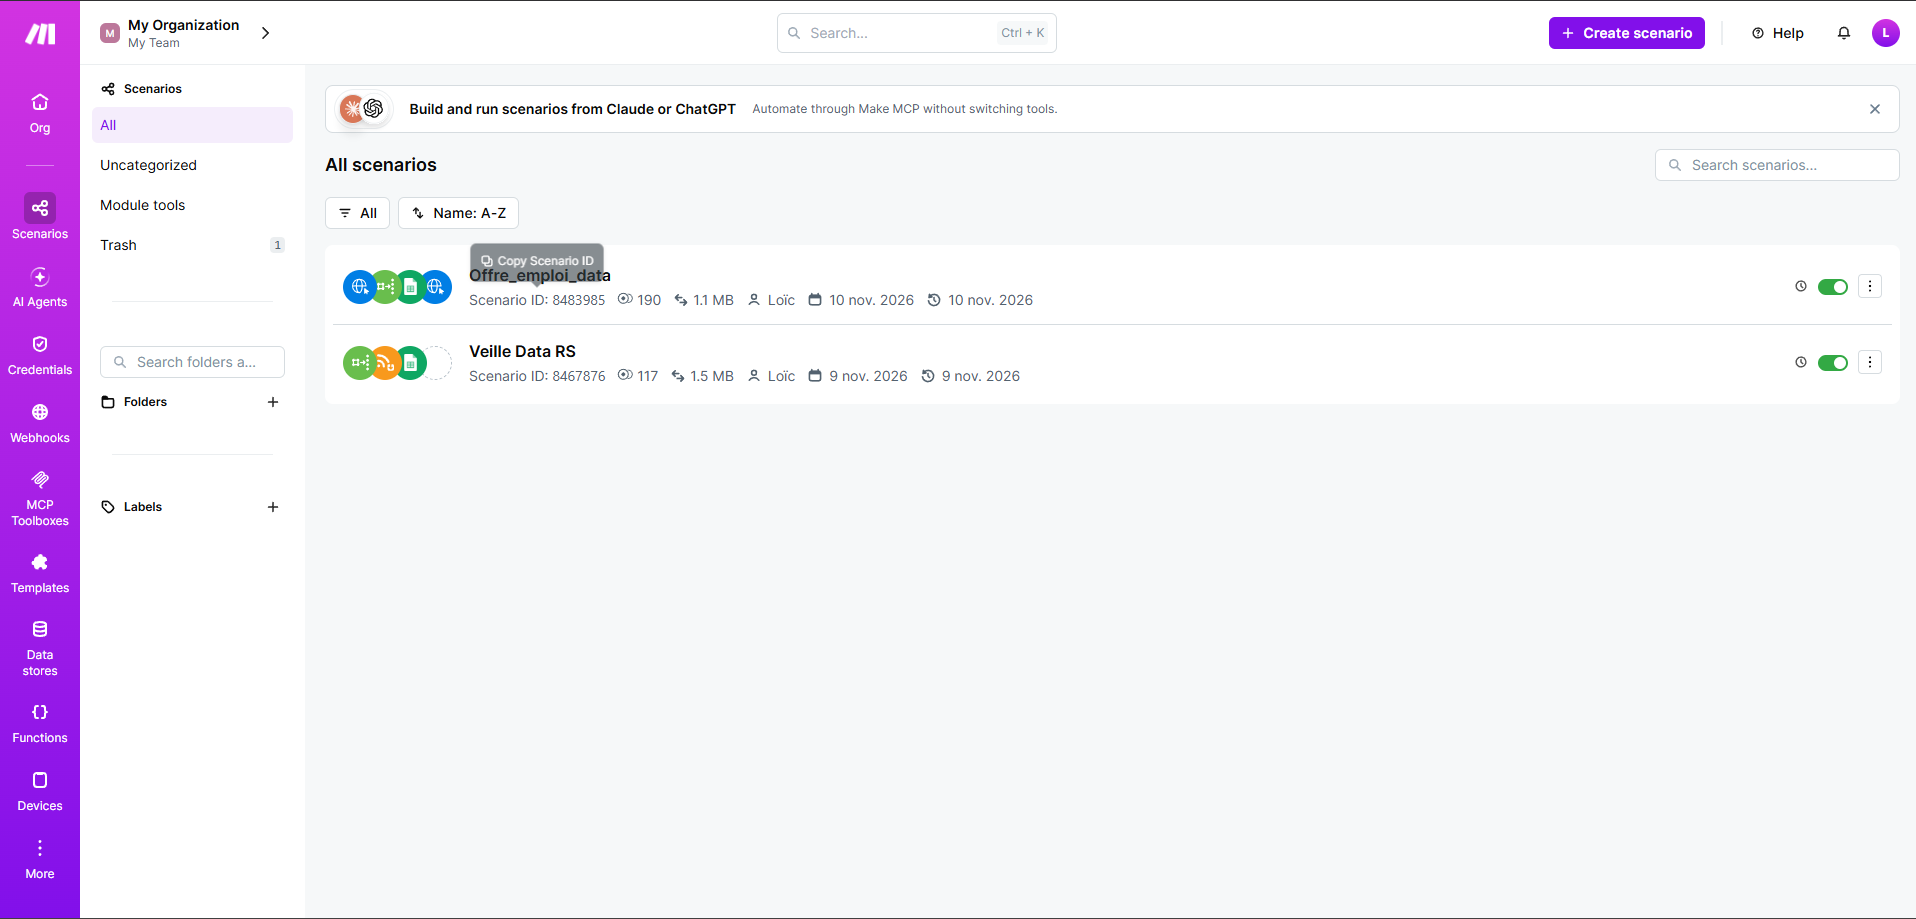 M
My Organization
My Team
Search...
Ctrl + K
+ Create scenario
Help
L
Org
Scenarios
AI Agents
Credentials
Webhooks
MCP
Toolboxes
Templates
Data
stores
Functions
Devices
More
Scenarios
All
Uncategorized
Module tools
Trash
1
Search folders a...
Folders
Labels
Build and run scenarios from Claude or ChatGPT
Automate through Make MCP without switching tools.
All scenarios
Search scenarios...
All
Name: A-Z
Copy Scenario ID
Offre_emploi_data
Scenario ID: 8483985 190 1.1 MB Loïc 10 nov. 2026 10 nov. 2026
Veille Data RS
Scenario ID: 8467876 117 1.5 MB Loïc 9 nov. 2026 9 nov. 2026